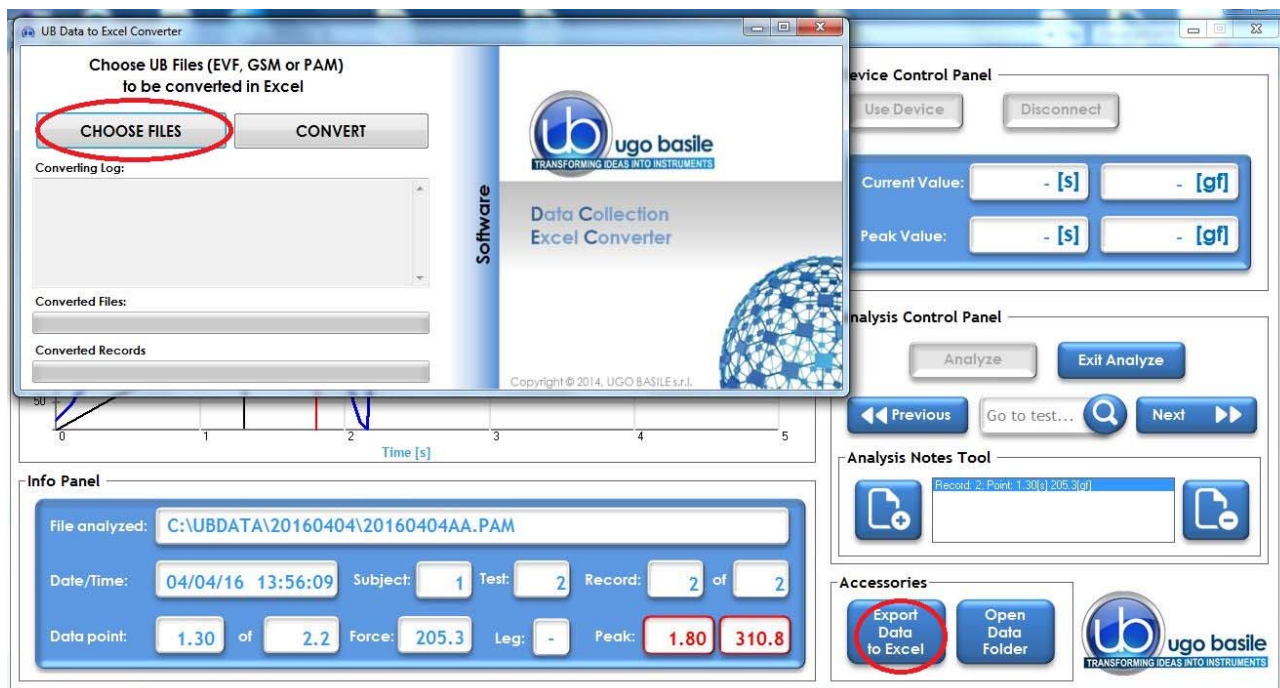 UB Data to Excel Converter
Choose UB Files (EVF, GSM or PAM)
to be converted in Excel
CHOOSE FILES
CONVERT
Converting Log:
Converted Files:
Converted Records
Software
ub ugo basile
TRANSFORMING IDEAS INTO INSTRUMENTS
Data Collection
Excel Converter
Copyright © 2014, UGO BASILE s.r.l.
50
0 1 2 3 4 5
Time [s]
Info Panel
File analyzed: C:\UBDATA\20160404\20160404AA.PAM
Date/Time: 04/04/16 13:56:09 Subject: 1 Test: 2 Record: 2 of 2
Data point: 1.30 of 2.2 Force: 205.3 Leg: - Peak: 1.80 310.8
evice Control Panel
Use Device
Disconnect
Current Value: - [s] - [gf]
Peak Value: - [s] - [gf]
nalysis Control Panel
Analyze
Exit Analyze
Previous
Go to test...
Next
Analysis Notes Tool
Record: 2; Point: 1.30[s] 205.3[gf]
Accessories
Export
Data
to Excel
Open
Data
Folder
ub ugo basile
TRANSFORMING IDEAS INTO INSTRUMENTS